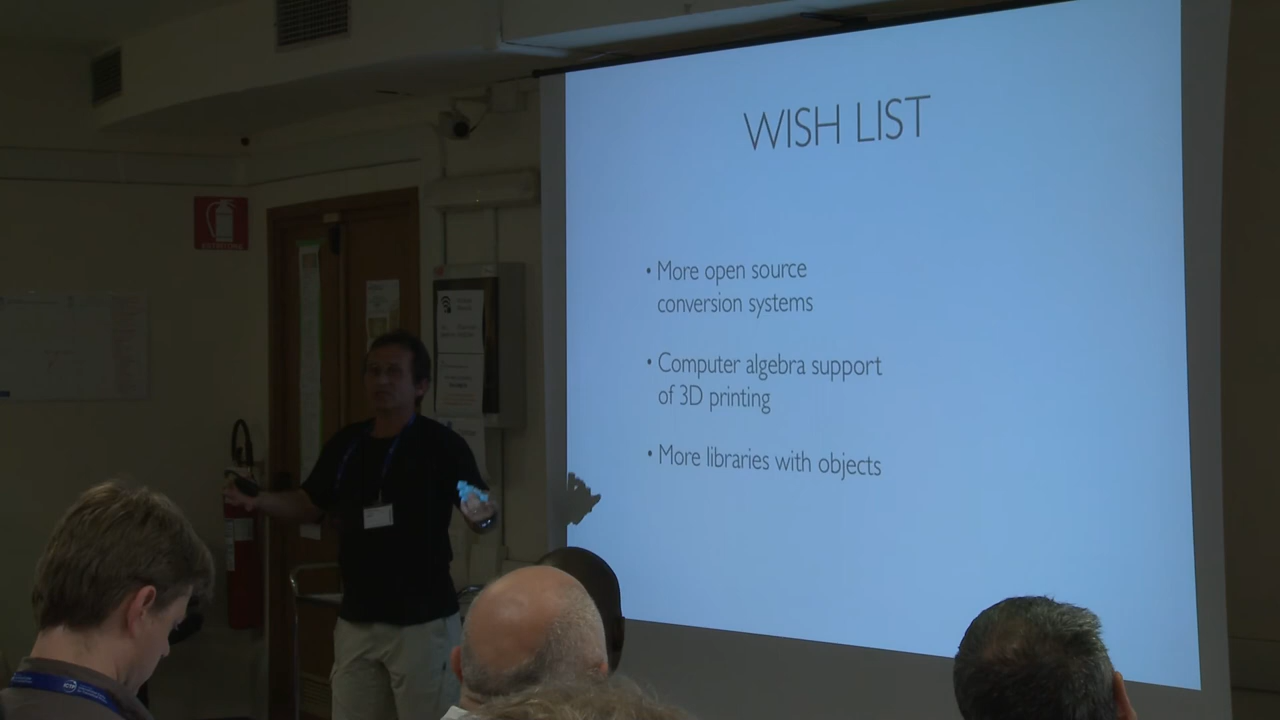 WISH LIST
• More open source
conversion systems
• Computer algebra support
of 3D printing
• More libraries with objects